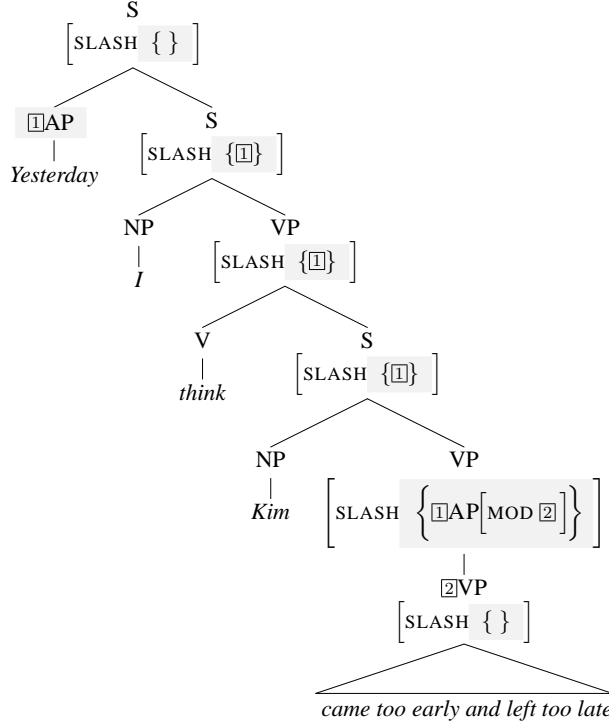 S
[SLASH { }]
1AP S
Yesterday [SLASH {1}]
NP VP
I [SLASH {1}]
V S
think [SLASH {1}]
NP VP
Kim [SLASH {1AP[MOD 2]}]
2VP
[SLASH { }]
came too early and left too late